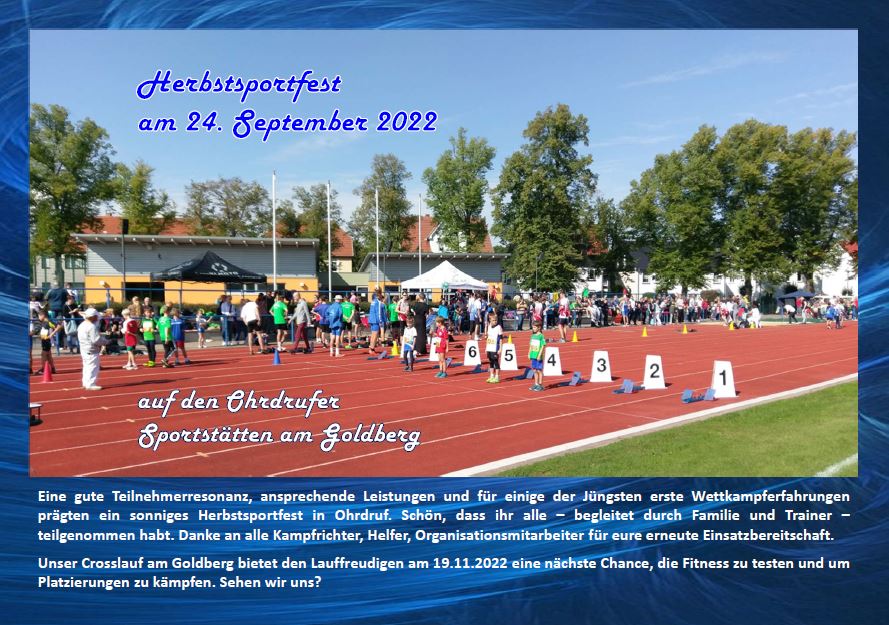 Herbstsportfest
am 24. September 2022
6
5
4
3
2
1
auf den Ohrdrufer
Sportstätten am Goldberg
Eine gute Teilnehmerresonanz, ansprechende Leistungen und für einige der Jüngsten erste Wettkampferfahrungen
prägten ein sonniges Herbstsportfest in Ohrdruf. Schön, dass ihr alle – begleitet durch Familie und Trainer –
teilgenommen habt. Danke an alle Kampfrichter, Helfer, Organisationsmitarbeiter für eure erneute Einsatzbereitschaft.
Unser Crosslauf am Goldberg bietet den Lauffreudigen am 19.11.2022 eine nächste Chance, die Fitness zu testen und um
Platzierungen zu kämpfen. Sehen wir uns?